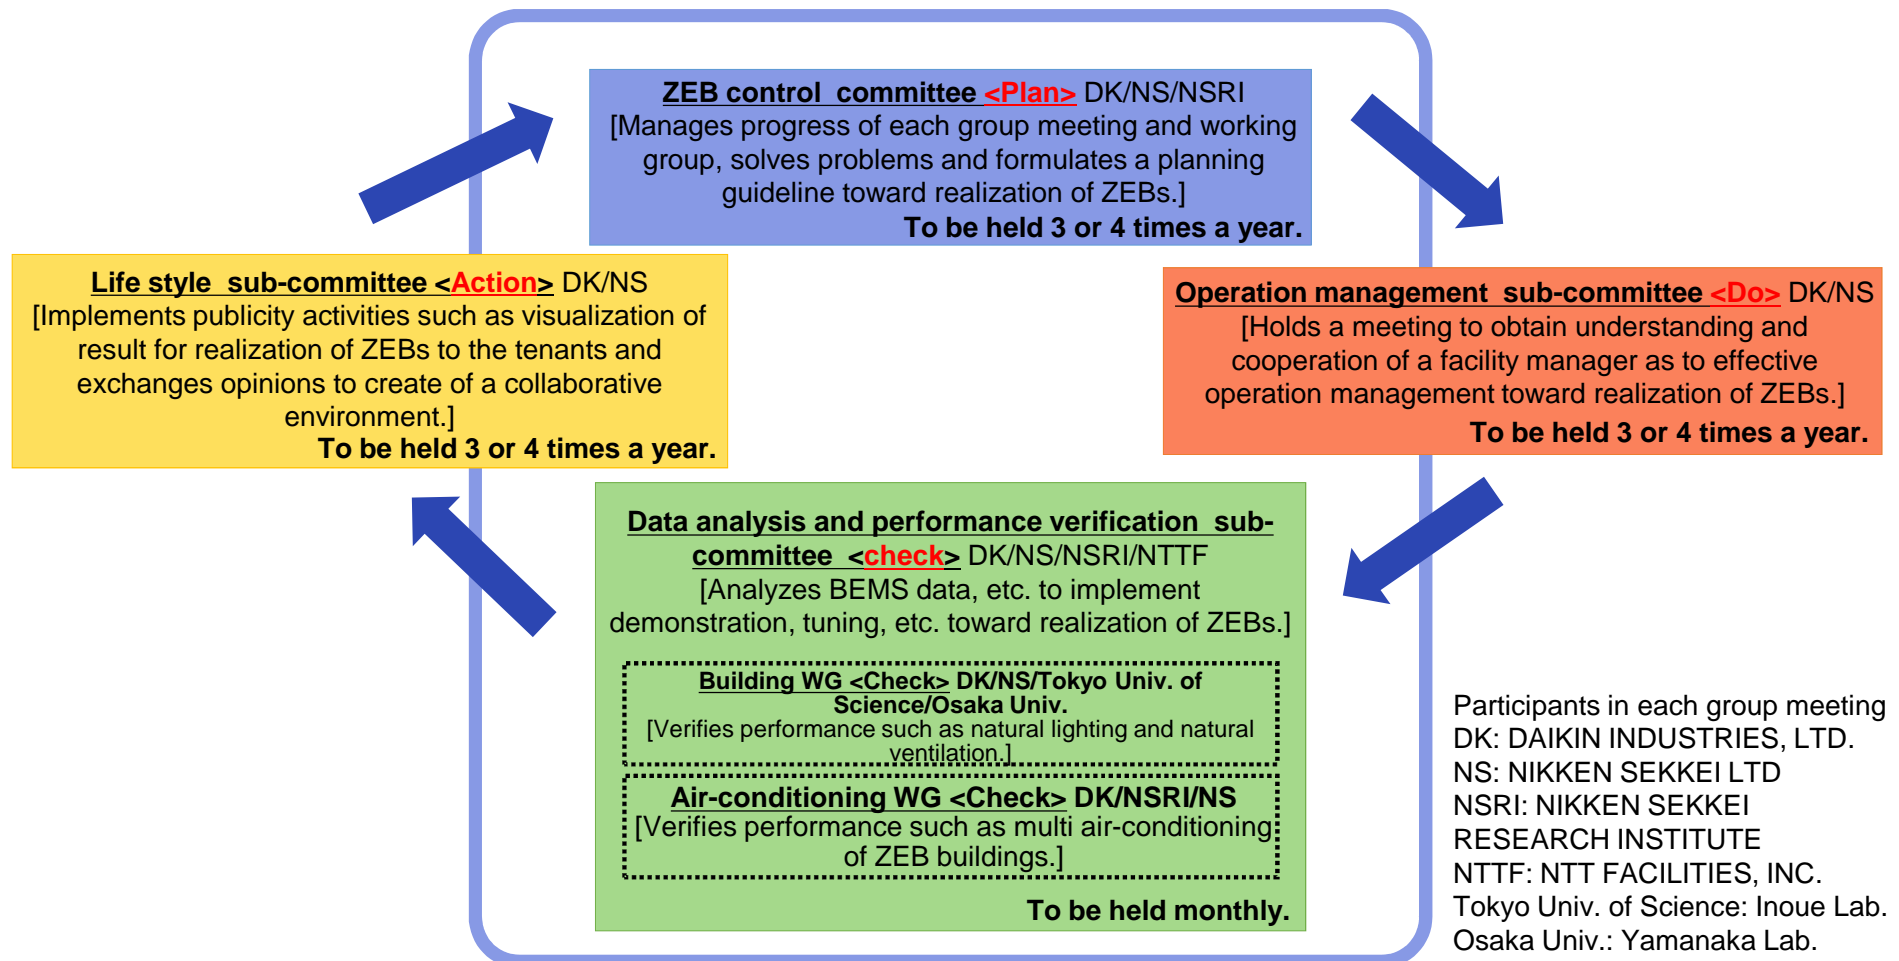 ZEB control  committee <Plan> DK/NS/NSRI
[Manages progress of each group meeting and working
group, solves problems and formulates a planning
guideline toward realization of ZEBs.]
To be held 3 or 4 times a year.
Life style  sub-committee <Action> DK/NS
[Implements publicity activities such as visualization of
result for realization of ZEBs to the tenants and
exchanges opinions to create of a collaborative
environment.]
To be held 3 or 4 times a year.
Operation management  sub-committee <Do> DK/NS
[Holds a meeting to obtain understanding and
cooperation of a facility manager as to effective
operation management toward realization of ZEBs.]
To be held 3 or 4 times a year.
Data analysis and performance verification  sub-
committee  <check> DK/NS/NSRI/NTTF
[Analyzes BEMS data, etc. to implement
demonstration, tuning, etc. toward realization of ZEBs.]
Building WG <Check> DK/NS/Tokyo Univ. of
Science/Osaka Univ.
[Verifies performance such as natural lighting and natural
ventilation.]
Air-conditioning WG <Check> DK/NSRI/NS
[Verifies performance such as multi air-conditioning
of ZEB buildings.]
To be held monthly.
Participants in each group meeting
DK: DAIKIN INDUSTRIES, LTD.
NS: NIKKEN SEKKEI LTD
NSRI: NIKKEN SEKKEI
RESEARCH INSTITUTE
NTTF: NTT FACILITIES, INC.
Tokyo Univ. of Science: Inoue Lab.
Osaka Univ.: Yamanaka Lab.